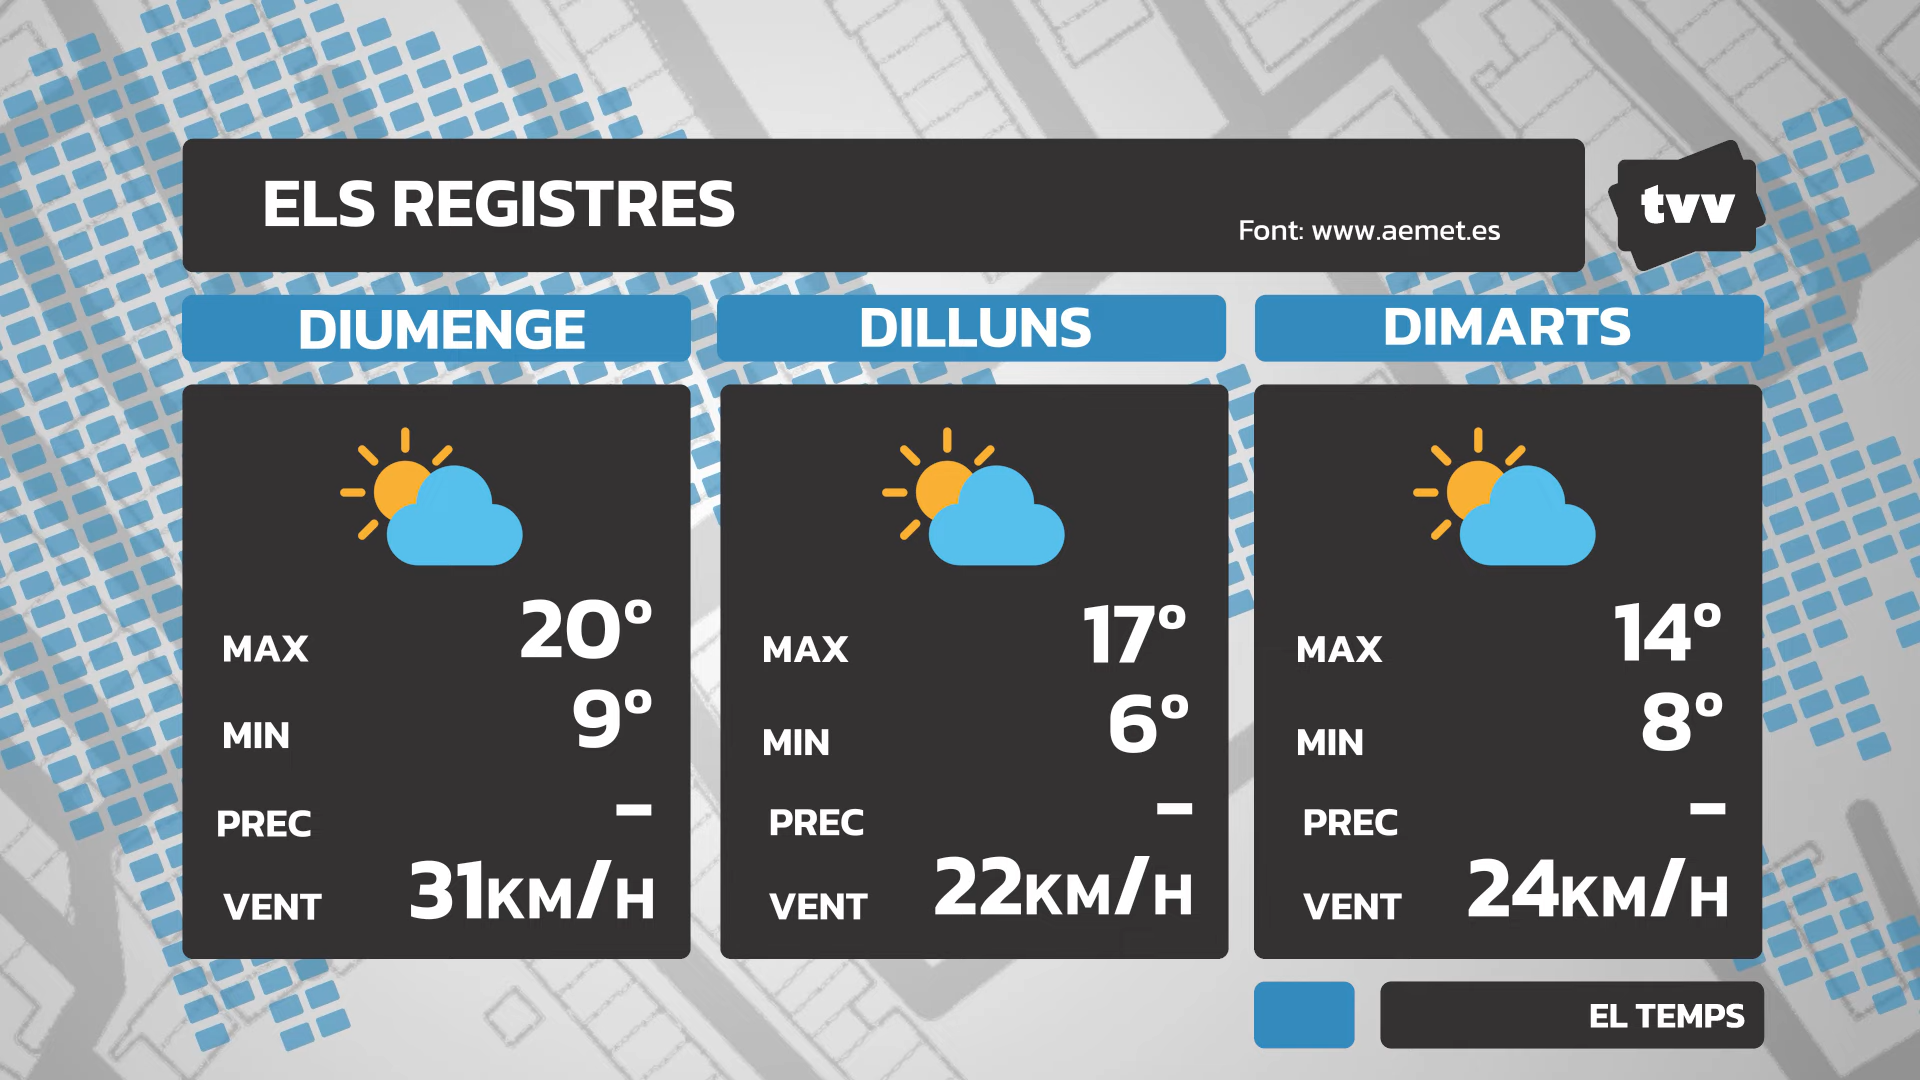 ELS REGISTRES
Font: www.aemet.es
tvv
DIUMENGE
MAX 20º
MIN 9º
PREC -
VENT 31KM/H
DILLUNS
MAX 17º
MIN 6º
PREC -
VENT 22KM/H
DIMARTS
MAX 14º
MIN 8º
PREC -
VENT 24KM/H
EL TEMPS